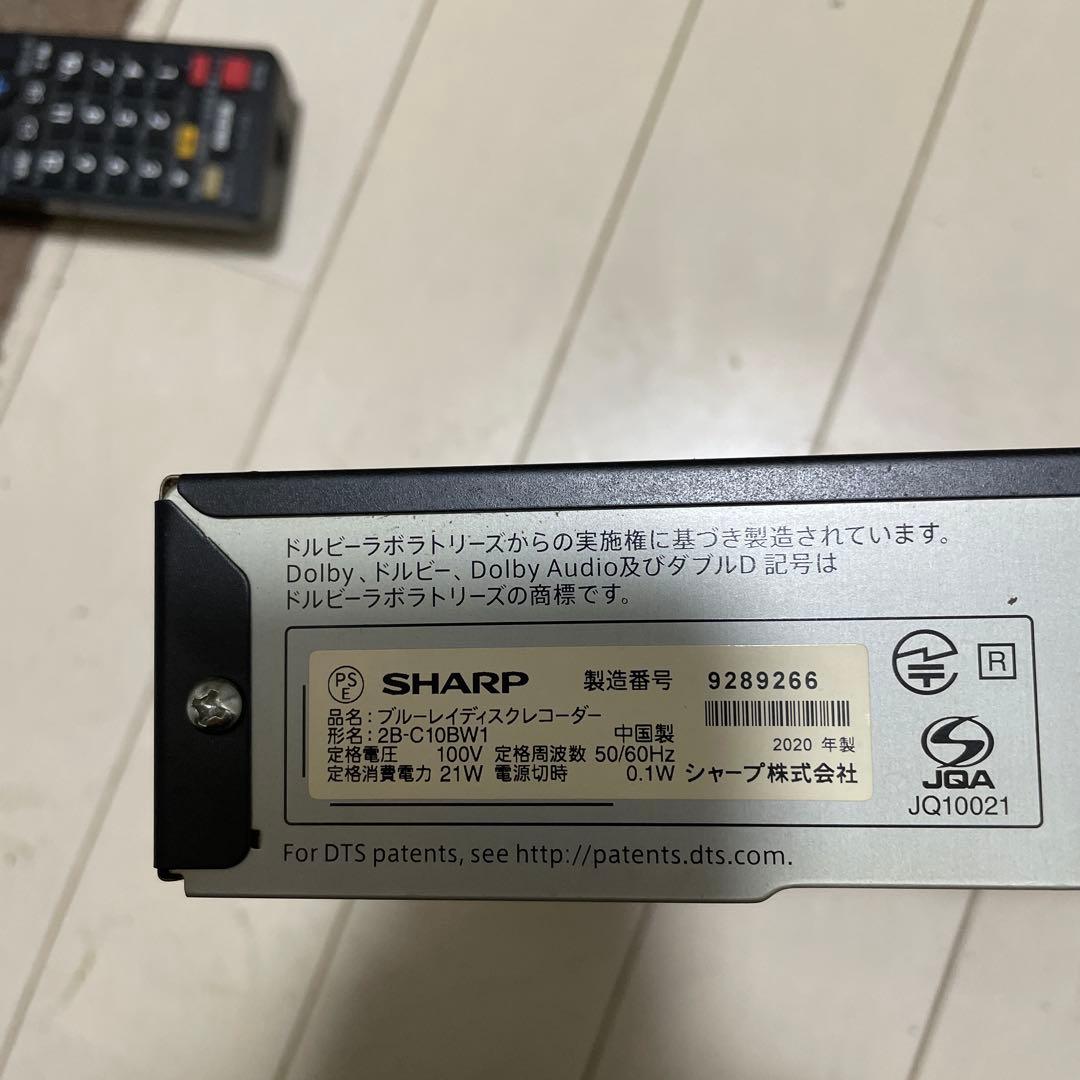 ドルビーラボラトリーズからの実施権に基づき製造されています。
Dolby、ドルビー、Dolby Audio及びダブルD 記号は
ドルビーラボラトリーズの商標です。
PS
E
SHARP 製造番号 9289266
品名：ブルーレイディスクレコーダー
形名：2B-C10BW1 中国製
2020 年製
定格電圧 100V 定格周波数 50/60Hz
定格消費電力 21W 電源切時 0.1W シャープ株式会社
R
JQA
JQ10021
For DTS patents, see http://patents.dts.com.